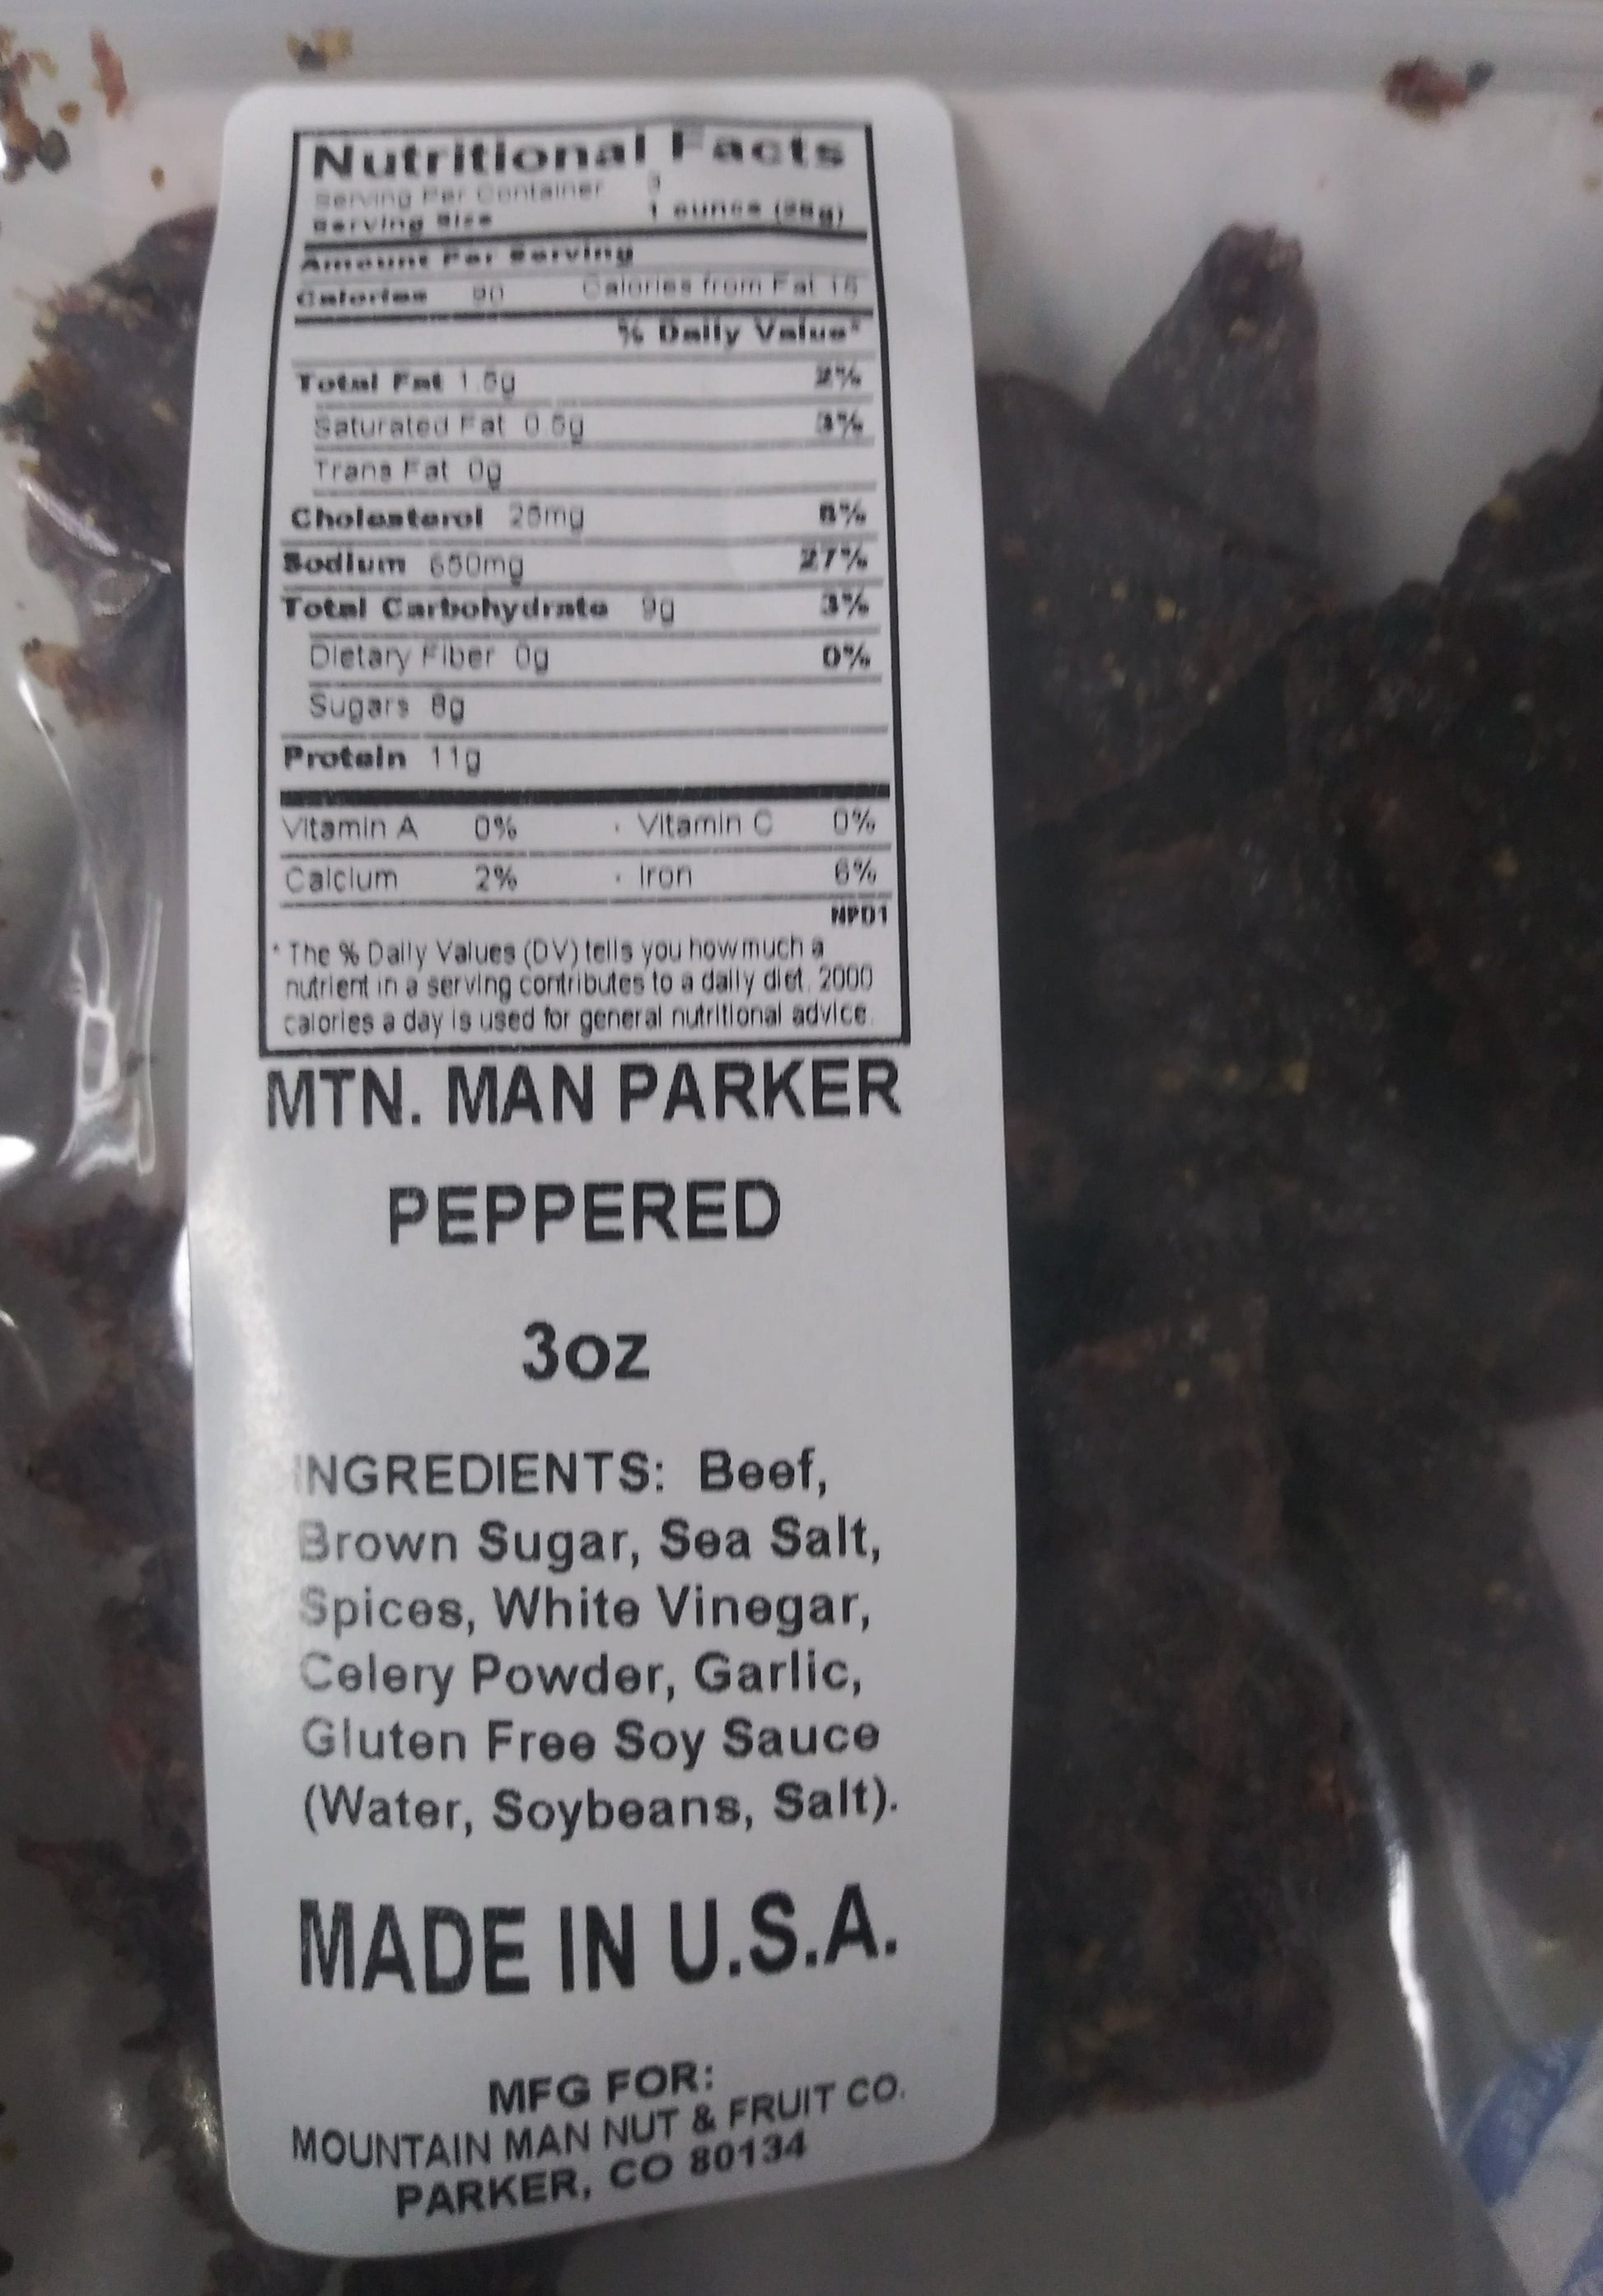 Nutritional Facts
Serving Per Container 3
Serving Size 1 ounce (28g)
Amount Per Serving
Calories 90 Calories from Fat 15
% Daily Value*
Total Fat 1.5g 2%
Saturated Fat 0.5g 3%
Trans Fat 0g
Cholesterol 25mg 8%
Sodium 650mg 27%
Total Carbohydrate 9g 3%
Dietary Fiber 0g 0%
Sugars 8g
Protein 11g
Vitamin A 0% · Vitamin C 0%
Calcium 2% · Iron 6%
NPD1
* The % Daily Values (DV) tells you how much a
nutrient in a serving contributes to a daily diet. 2000
calories a day is used for general nutritional advice.
MTN. MAN PARKER
PEPPERED
3oz
INGREDIENTS: Beef,
Brown Sugar, Sea Salt,
Spices, White Vinegar,
Celery Powder, Garlic,
Gluten Free Soy Sauce
(Water, Soybeans, Salt).
MADE IN U.S.A.
MFG FOR:
MOUNTAIN MAN NUT & FRUIT CO.
PARKER, CO 80134